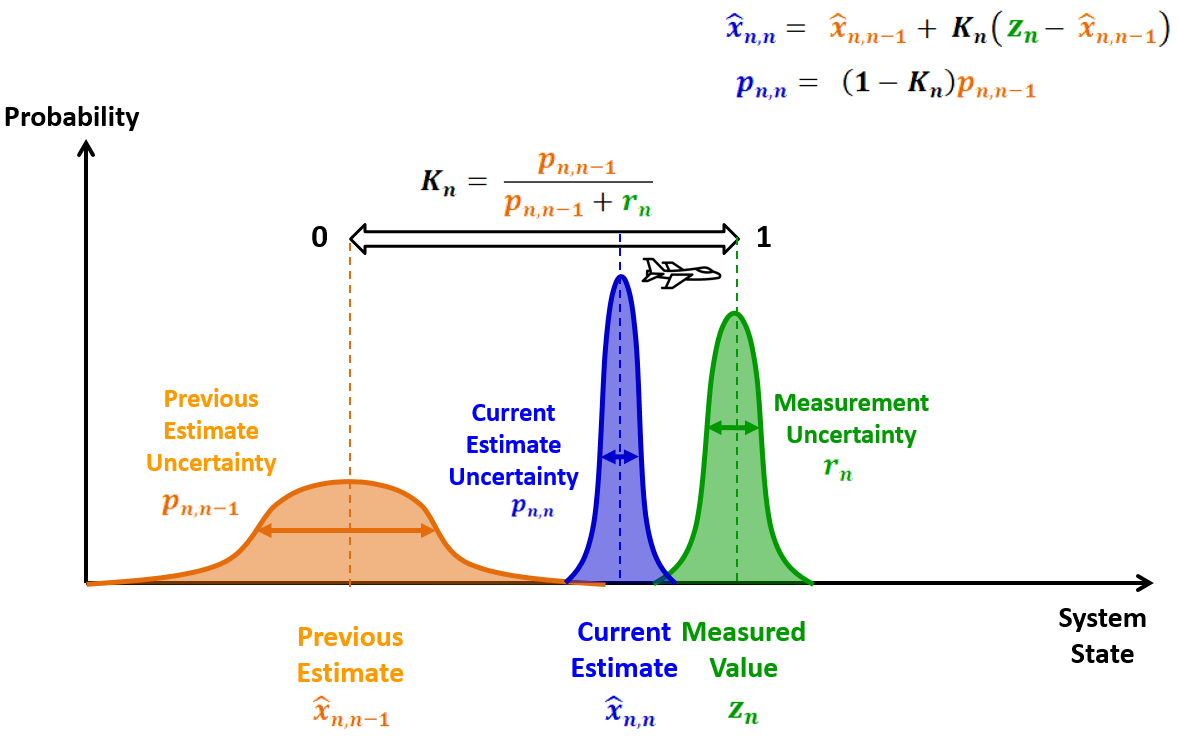 x̂n,n = x̂n,n−1 + Kn(zn − x̂n,n−1)
pn,n = (1 − Kn)pn,n−1
Probability
Kn = pn,n−1 / pn,n−1 + rn
0
1
Previous
Estimate
Uncertainty
pn,n−1
Current
Estimate
Uncertainty
pn,n
Measurement
Uncertainty
rn
Previous
Estimate
x̂n,n−1
Current
Estimate
x̂n,n
Measured
Value
zn
System
State